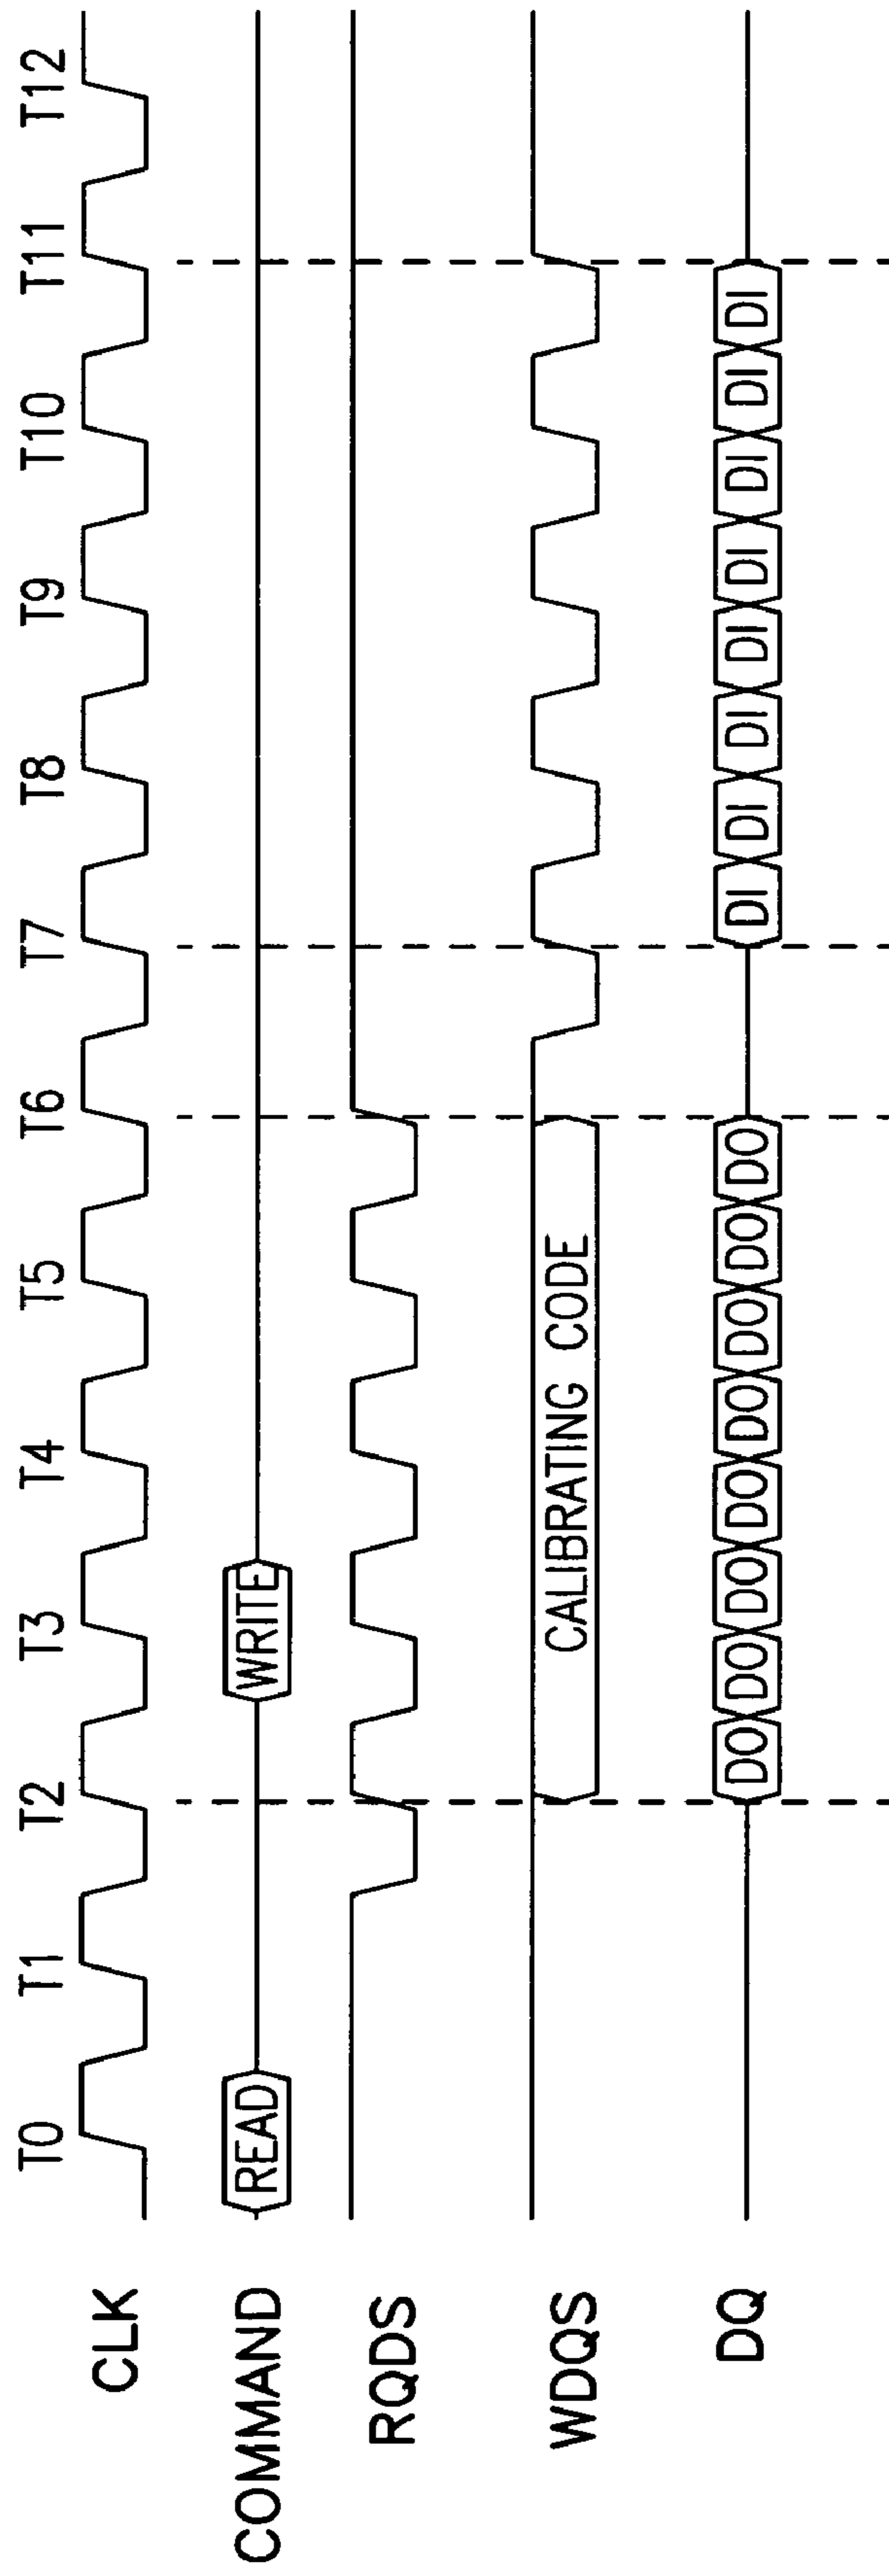 T0 T1 T2 T3 T4 T5 T6 T7 T8 T9 T10 T11 T12
CLK
COMMAND READ WRITE
RQDS
WDQS CALIBRATING CODE
DQ DO DO DO DO DO DO DO DO DI DI DI DI DI DI DI DI